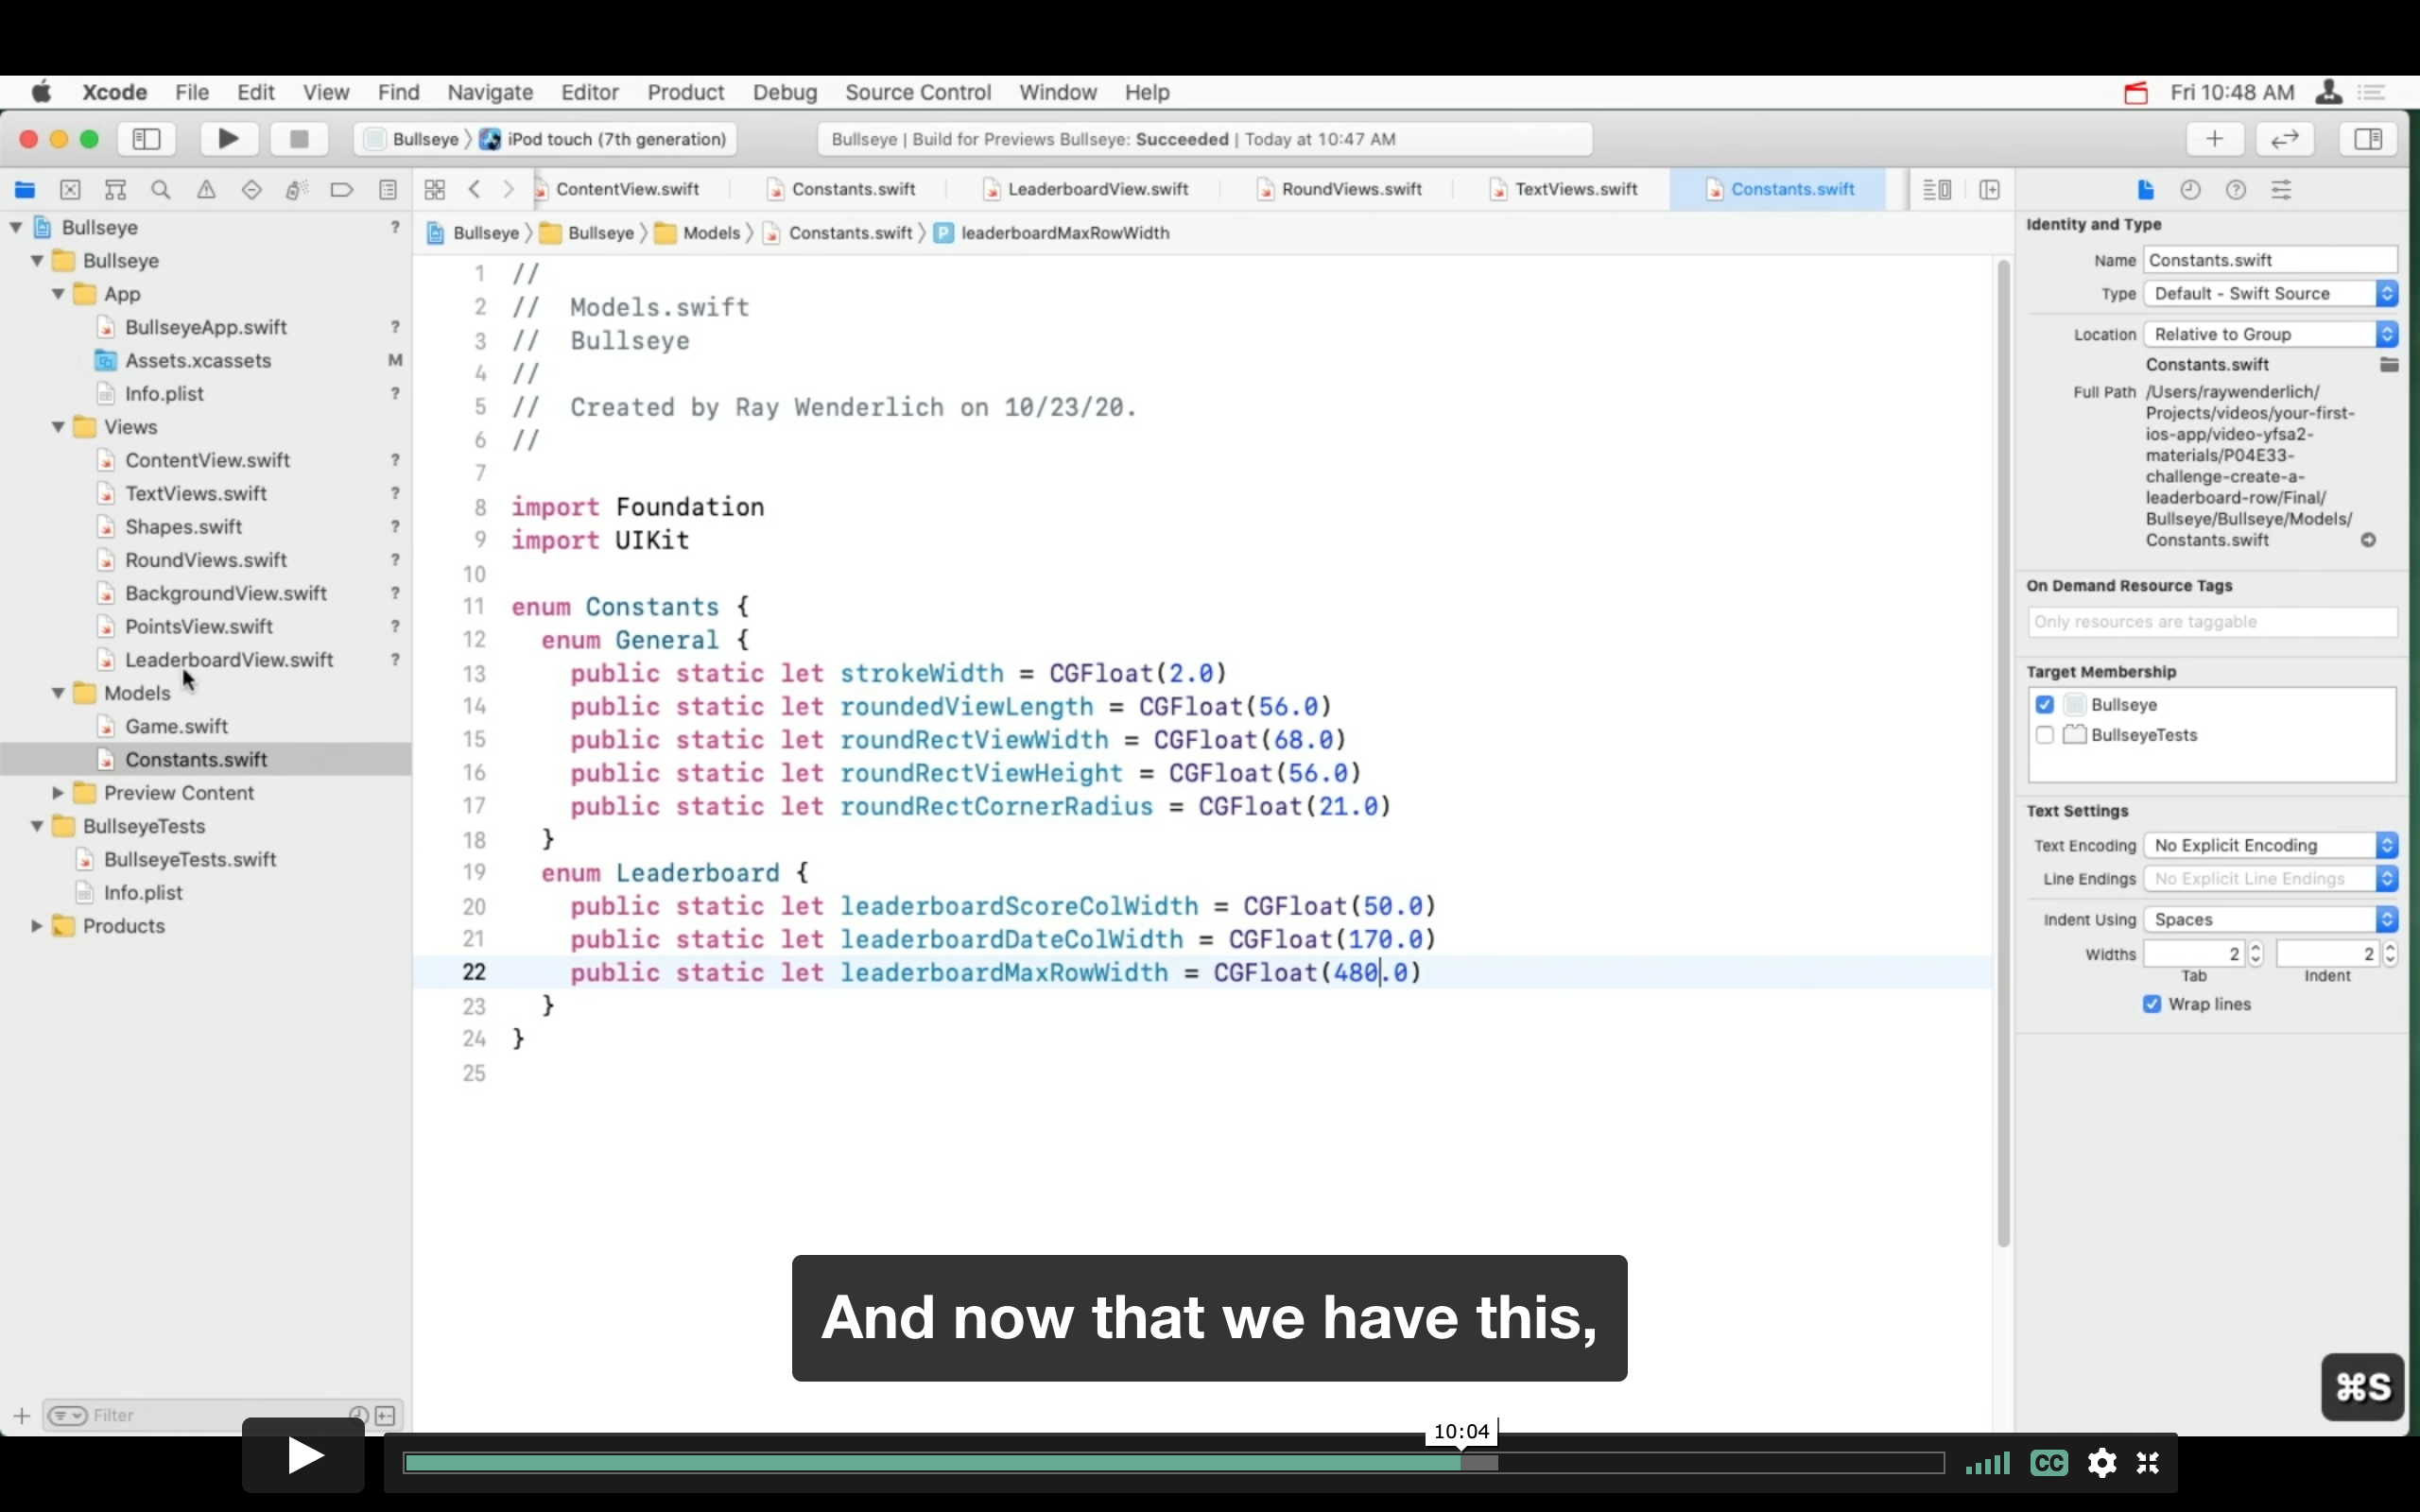 Xcode File Edit View Find Navigate Editor Product Debug Source Control Window Help Fri 10:48 AM
Bullseye iPod touch (7th generation) Bullseye | Build for Previews Bullseye: Succeeded | Today at 10:47 AM
ContentView.swift Constants.swift LeaderboardView.swift RoundViews.swift TextViews.swift Constants.swift
Bullseye Bullseye Models Constants.swift P leaderboardMaxRowWidth
Bullseye ?
Bullseye
App
BullseyeApp.swift ?
Assets.xcassets M
Info.plist ?
Views
ContentView.swift ?
TextViews.swift ?
Shapes.swift ?
RoundViews.swift ?
BackgroundView.swift ?
PointsView.swift ?
LeaderboardView.swift ?
Models
Game.swift
Constants.swift
Preview Content
BullseyeTests
BullseyeTests.swift
Info.plist
Products
Filter
1 //
2 // Models.swift
3 // Bullseye
4 //
5 // Created by Ray Wenderlich on 10/23/20.
6 //
7
8 import Foundation
9 import UIKit
10
11 enum Constants {
12 enum General {
13 public static let strokeWidth = CGFloat(2.0)
14 public static let roundedViewLength = CGFloat(56.0)
15 public static let roundRectViewWidth = CGFloat(68.0)
16 public static let roundRectViewHeight = CGFloat(56.0)
17 public static let roundRectCornerRadius = CGFloat(21.0)
18 }
19 enum Leaderboard {
20 public static let leaderboardScoreColWidth = CGFloat(50.0)
21 public static let leaderboardDateColWidth = CGFloat(170.0)
22 public static let leaderboardMaxRowWidth = CGFloat(480.0)
23 }
24 }
25
Identity and Type
Name Constants.swift
Type Default - Swift Source
Location Relative to Group
Constants.swift
Full Path /Users/raywenderlich/
Projects/videos/your-first-
ios-app/video-yfsa2-
materials/P04E33-
challenge-create-a-
leaderboard-row/Final/
Bullseye/Bullseye/Models/
Constants.swift
On Demand Resource Tags
Only resources are taggable
Target Membership
Bullseye
BullseyeTests
Text Settings
Text Encoding No Explicit Encoding
Line Endings No Explicit Line Endings
Indent Using Spaces
Widths 2 2
Tab Indent
Wrap lines
And now that we have this,
⌘S
10:04
CC